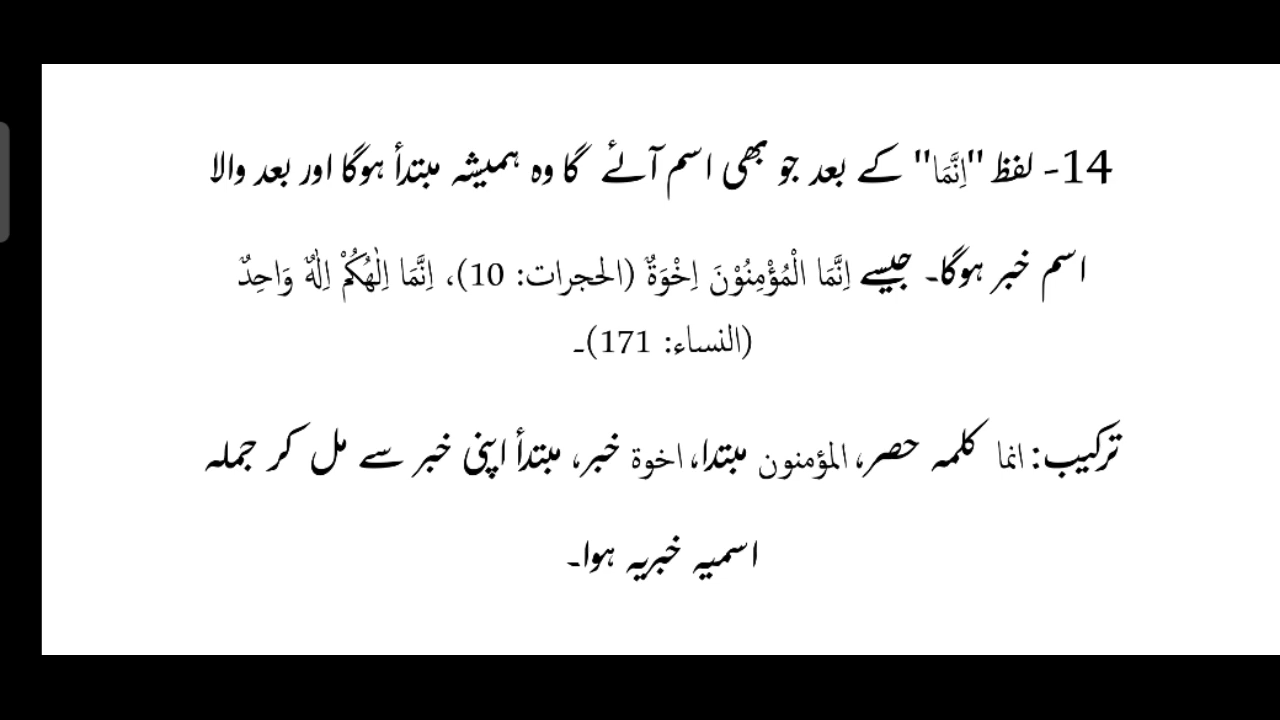 14- لفظ "اِنَّمَا" کے بعد جو بھی اسم آئے گا وہ ہمیشہ مبتدأ ہوگا اور بعد والا
اسم خبر ہوگا۔ جیسے اِنَّمَا الْمُؤْمِنُوْنَ اِخْوَةٌ (الحجرات: 10)، اِنَّمَا اِلٰهُكُمْ اِلٰهٌ وَاحِدٌ
(النساء: 171)۔
ترکیب: انما کلمہ حصر، المؤمنون مبتدا، اخوة خبر، مبتدأ اپنی خبر سے مل کر جملہ
اسمیہ خبریہ ہوا۔